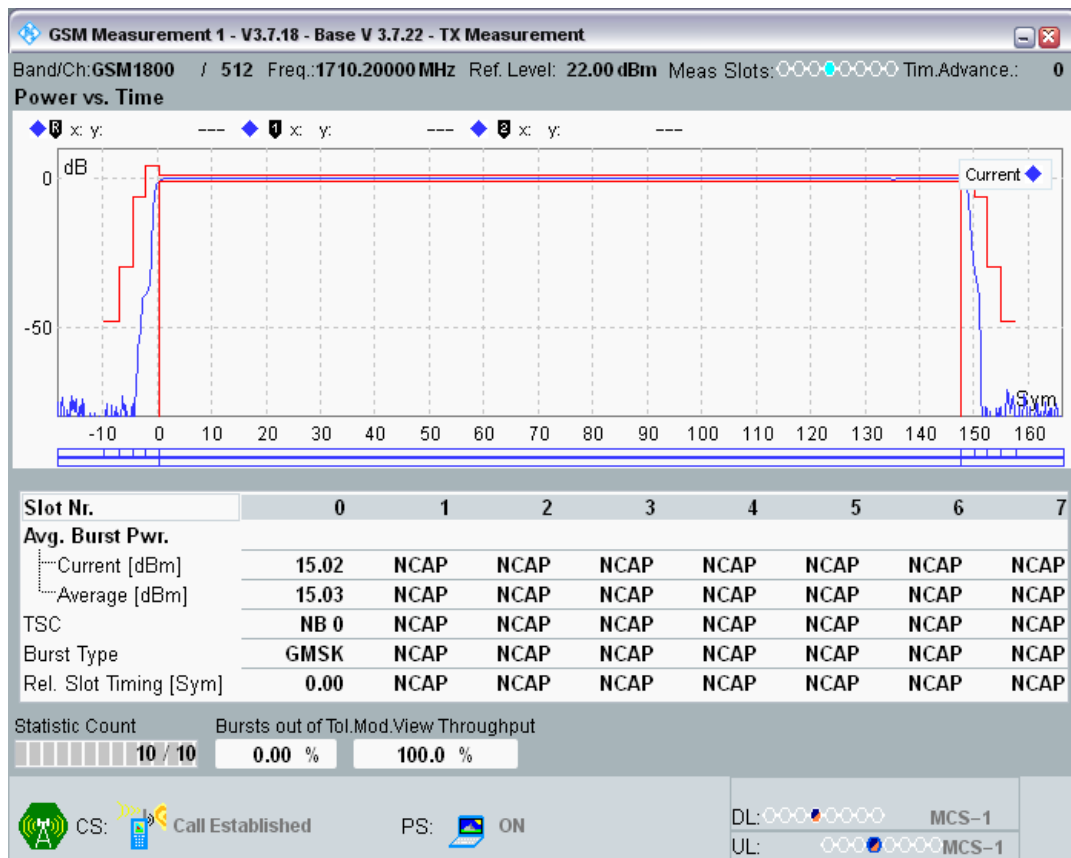 GSM Measurement 1 - V3.7.18 - Base V 3.7.22 - TX Measurement
Band/Ch:GSM1800 / 512 Freq.:1710.20000 MHz Ref. Level: 22.00 dBm Meas Slots: Tim.Advance.: 0
Power vs. Time
R x: y: --- 1 x: y: --- 2 x: y: ---
dB
Current
0
-50
Sym
-10 0 10 20 30 40 50 60 70 80 90 100 110 120 130 140 150 160
Slot Nr. 0 1 2 3 4 5 6 7
Avg. Burst Pwr.
Current [dBm] 15.02 NCAP NCAP NCAP NCAP NCAP NCAP NCAP
Average [dBm] 15.03 NCAP NCAP NCAP NCAP NCAP NCAP NCAP
TSC NB 0 NCAP NCAP NCAP NCAP NCAP NCAP NCAP
Burst Type GMSK NCAP NCAP NCAP NCAP NCAP NCAP NCAP
Rel. Slot Timing [Sym] 0.00 NCAP NCAP NCAP NCAP NCAP NCAP NCAP
Statistic Count Bursts out of Tol.Mod.View Throughput
10 / 10 0.00 % 100.0 %
CS: Call Established PS: ON
DL: MCS-1
UL: MCS-1